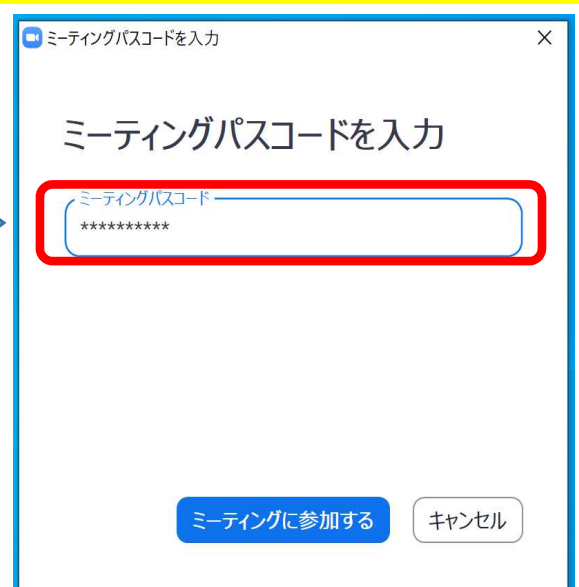 ミーティングパスコードを入力
ミーティングパスコードを入力
ミーティングパスコード
**********
ミーティングに参加する キャンセル